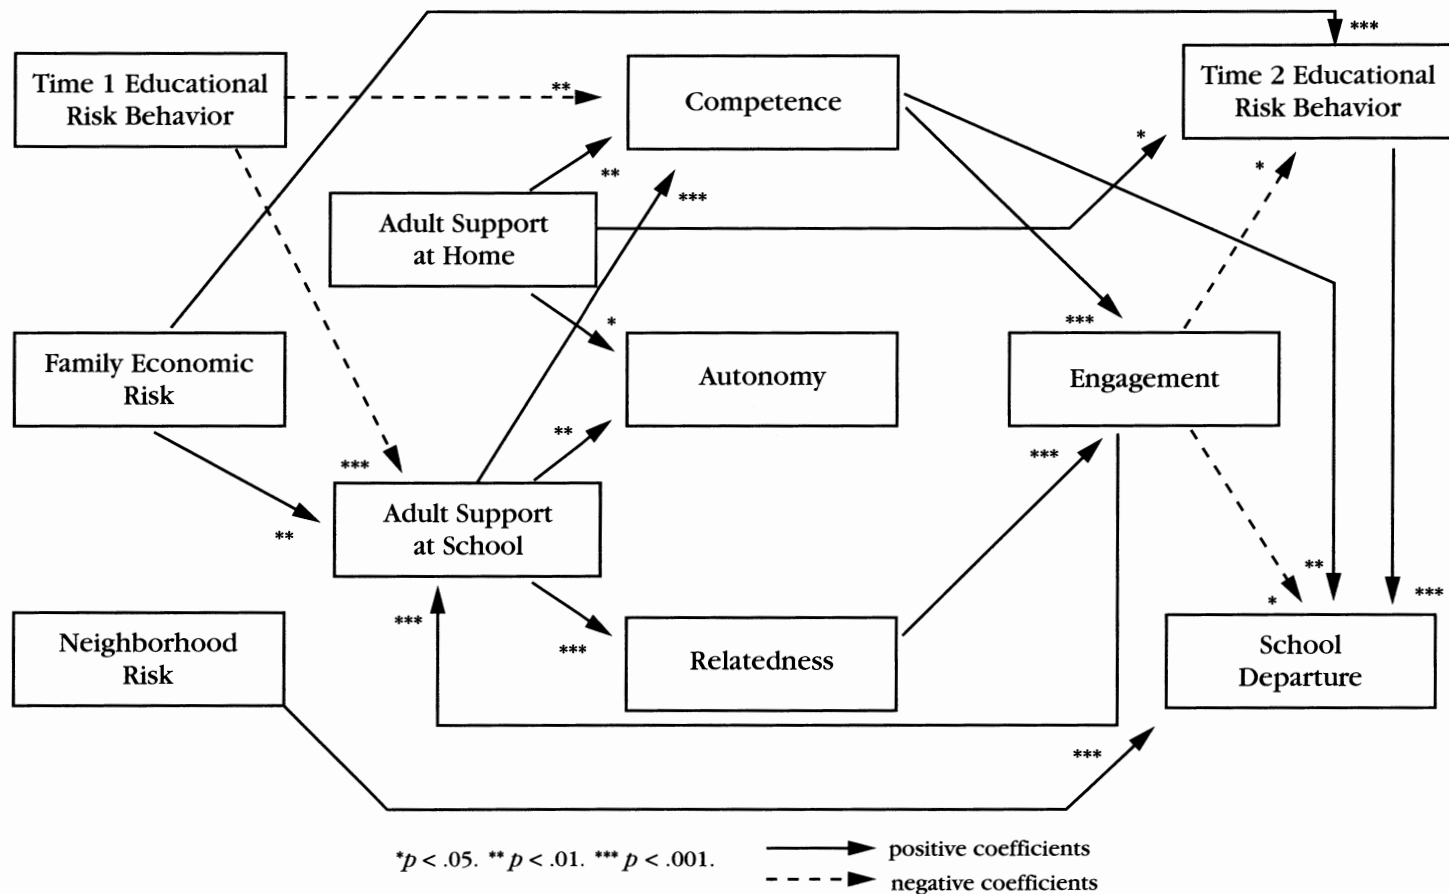 ***
Time 1 Educational
Risk Behavior
**
Competence
Time 2 Educational
Risk Behavior
*
*
**
***
Adult Support
at Home
*
***
Family Economic
Risk
Autonomy
Engagement
**
***
***
**
Adult Support
at School
**
*
***
***
***
Neighborhood
Risk
Relatedness
School
Departure
***
*p < .05. **p < .01. ***p < .001.
positive coefficients
negative coefficients